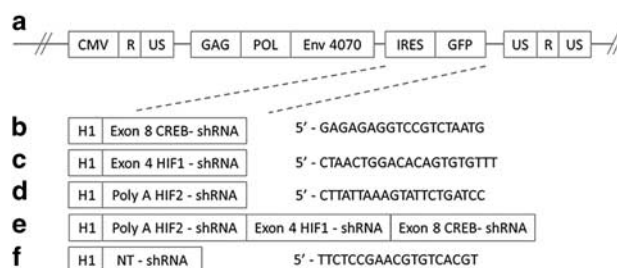 a
CMV R US GAG POL Env 4070 IRES GFP US R US
b H1 Exon 8 CREB- shRNA 5' - GAGAGAGGTCCGTCTAATG
c H1 Exon 4 HIF1 - shRNA 5' - CTAACTGGACACAGTGTGTTT
d H1 Poly A HIF2 - shRNA 5' - CTTATTAAAGTATTCTGATCC
e H1 Poly A HIF2 - shRNA Exon 4 HIF1 - shRNA Exon 8 CREB- shRNA
f H1 NT - shRNA 5' - TTCTCCGAACGTGTCACGT